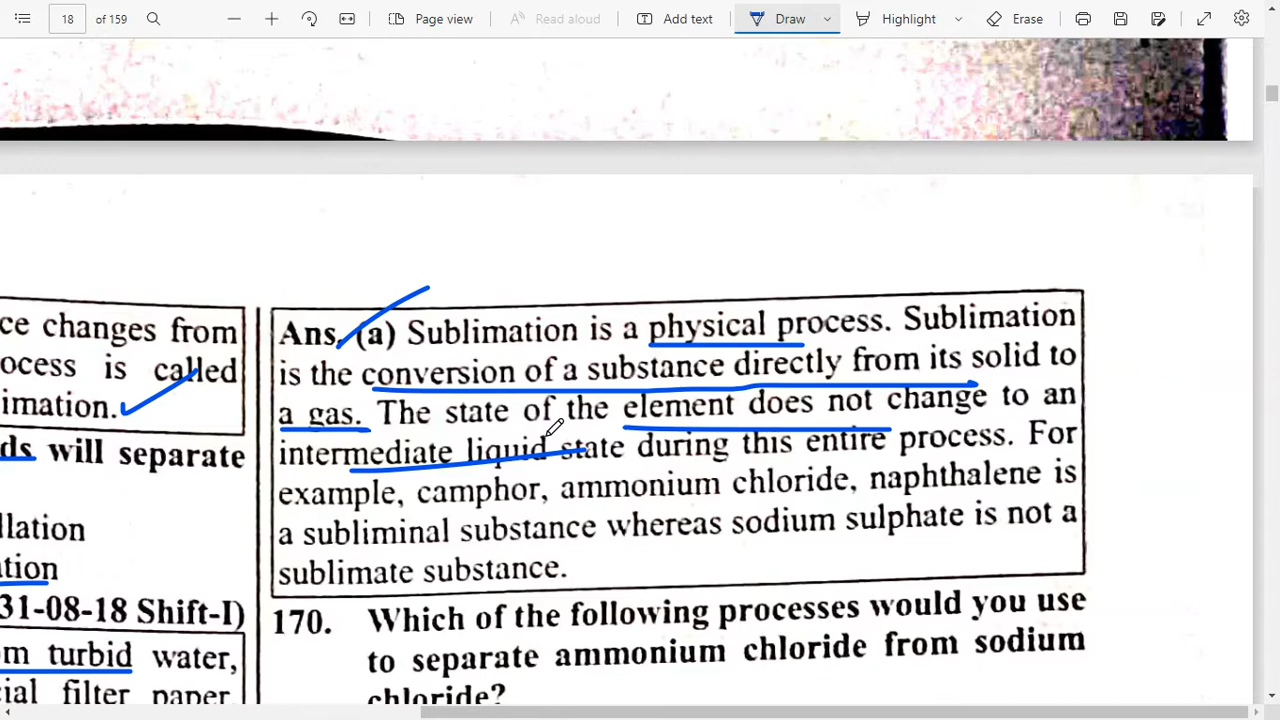 18 of 159 Page view Read aloud Add text Draw Highlight Erase
ce changes from
ocess is called
imation.
ds will separate
llation
tion
31-08-18 Shift-I)
om turbid water,
cial filter paper.
Ans. (a) Sublimation is a physical process. Sublimation
is the conversion of a substance directly from its solid to
a gas. The state of the element does not change to an
intermediate liquid state during this entire process. For
example, camphor, ammonium chloride, naphthalene is
a subliminal substance whereas sodium sulphate is not a
sublimate substance.
170. Which of the following processes would you use
to separate ammonium chloride from sodium
chloride?